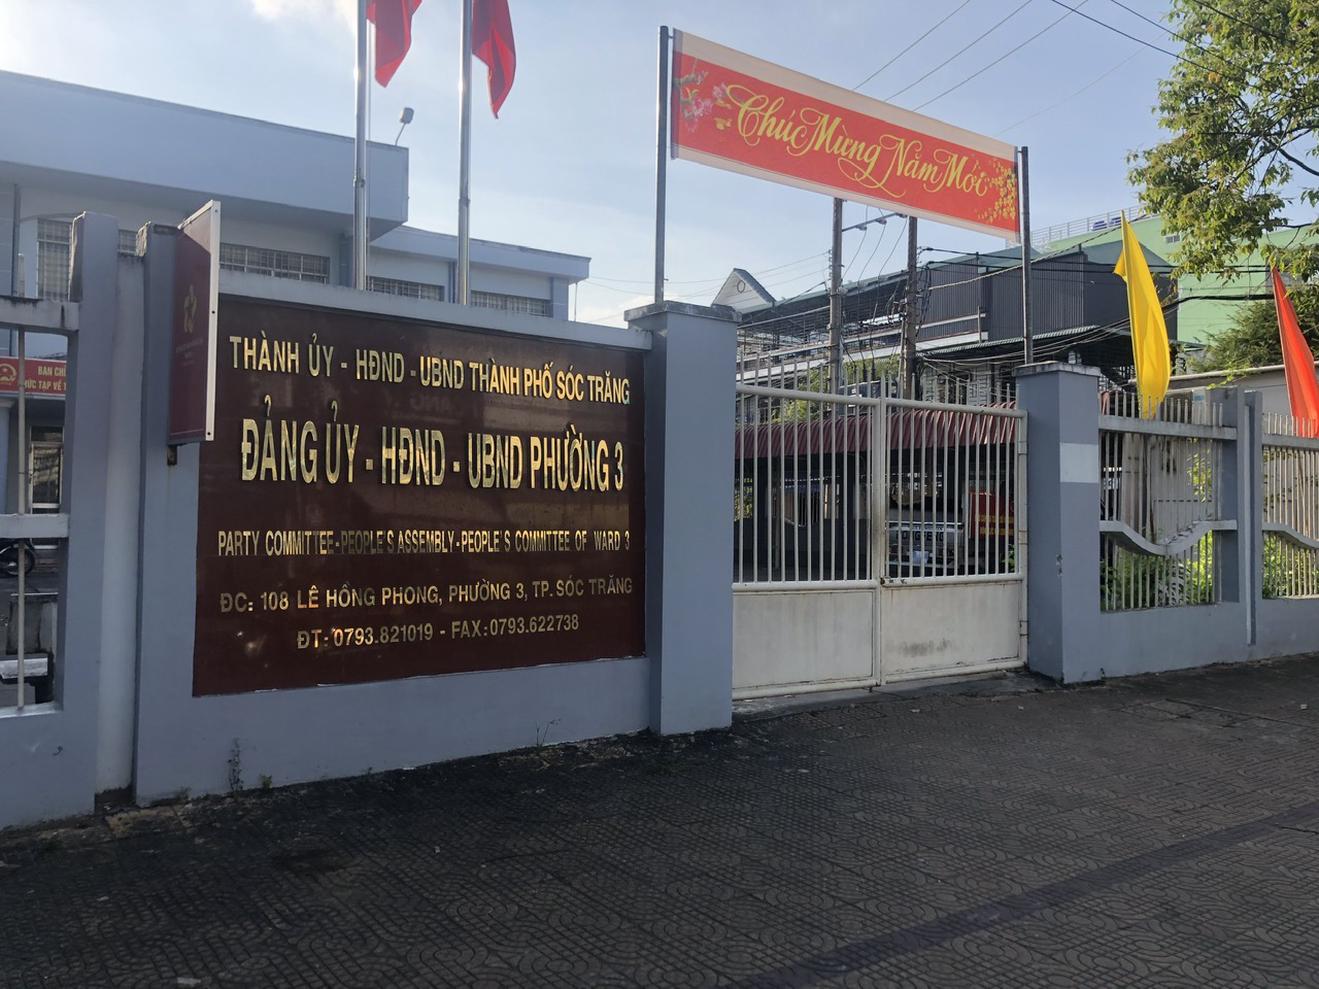 Chúc Mừng Năm Mới
THÀNH ỦY - HĐND - UBND THÀNH PHỐ SÓC TRĂNG
ĐẢNG ỦY - HĐND - UBND PHƯỜNG 3
PARTY COMMITTEE-PEOPLE'S ASSEMBLY-PEOPLE'S COMMITTEE OF WARD 3
ĐC: 108 LÊ HỒNG PHONG, PHƯỜNG 3, TP. SÓC TRĂNG
ĐT: 0793.821019 - FAX: 0793.622738
BAN CHỈ